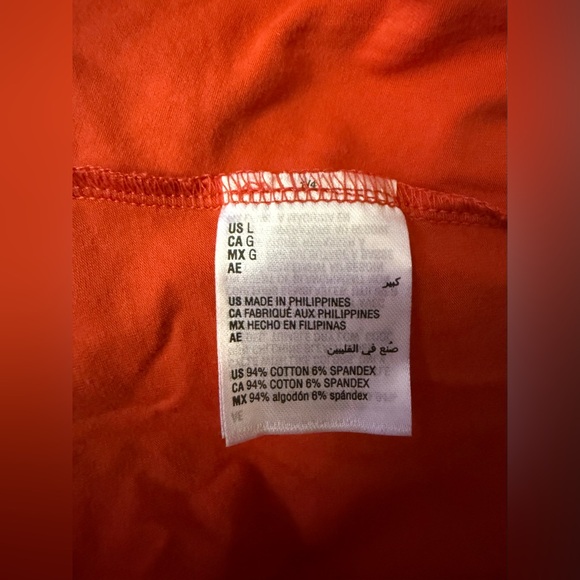 US L
CA G
MX G
AE
كبير
US MADE IN PHILIPPINES
CA FABRIQUÉ AUX PHILIPPINES
MX HECHO EN FILIPINAS
AE
صنع في الفلبين
US 94% COTTON 6% SPANDEX
CA 94% COTON 6% SPANDEX
MX 94% algodón 6% spándex